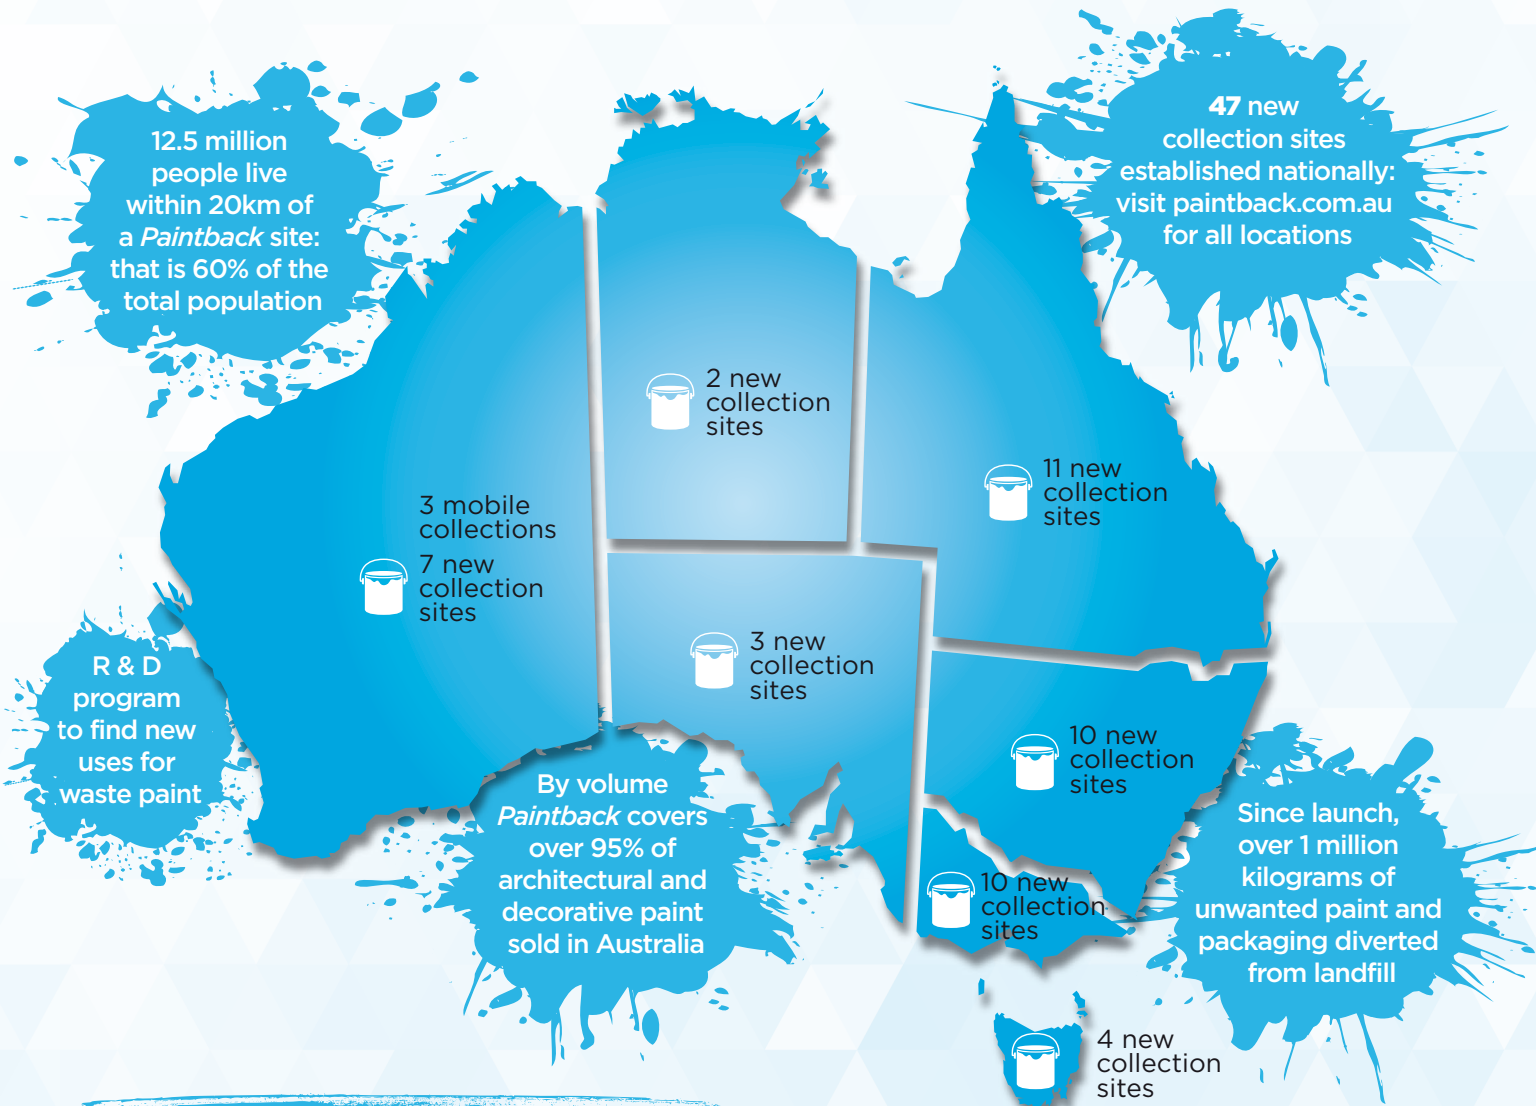 12.5 million
people live
within 20km of
a Paintback site:
that is 60% of the
total population
47 new
collection sites
established nationally:
visit paintback.com.au
for all locations
2 new
collection
sites
11 new
collection
sites
3 mobile
collections
7 new
collection
sites
3 new
collection
sites
R & D
program
to find new
uses for
waste paint
10 new
collection
sites
By volume
Paintback covers
over 95% of
architectural and
decorative paint
sold in Australia
10 new
collection
sites
Since launch,
over 1 million
kilograms of
unwanted paint and
packaging diverted
from landfill
4 new
collection
sites